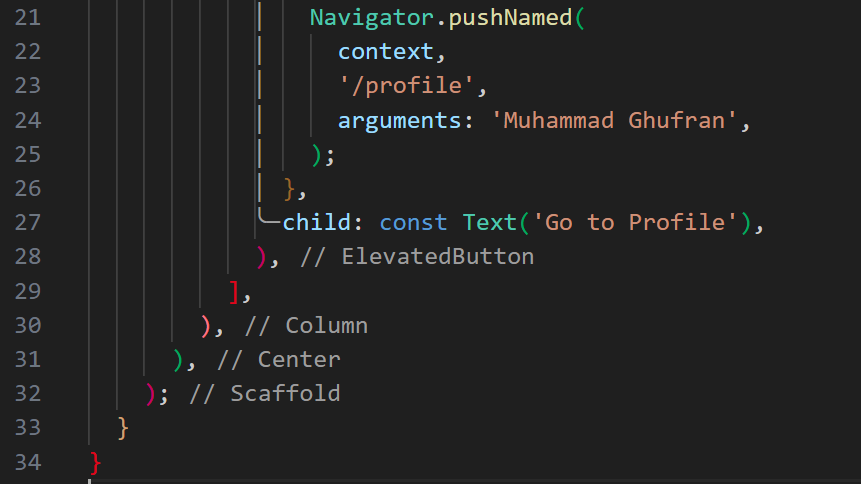 21 Navigator.pushNamed(
22 context,
23 '/profile',
24 arguments: 'Muhammad Ghufran',
25 );
26 },
27 child: const Text('Go to Profile'),
28 ), // ElevatedButton
29 ],
30 ), // Column
31 ), // Center
32 ); // Scaffold
33 }
34 }